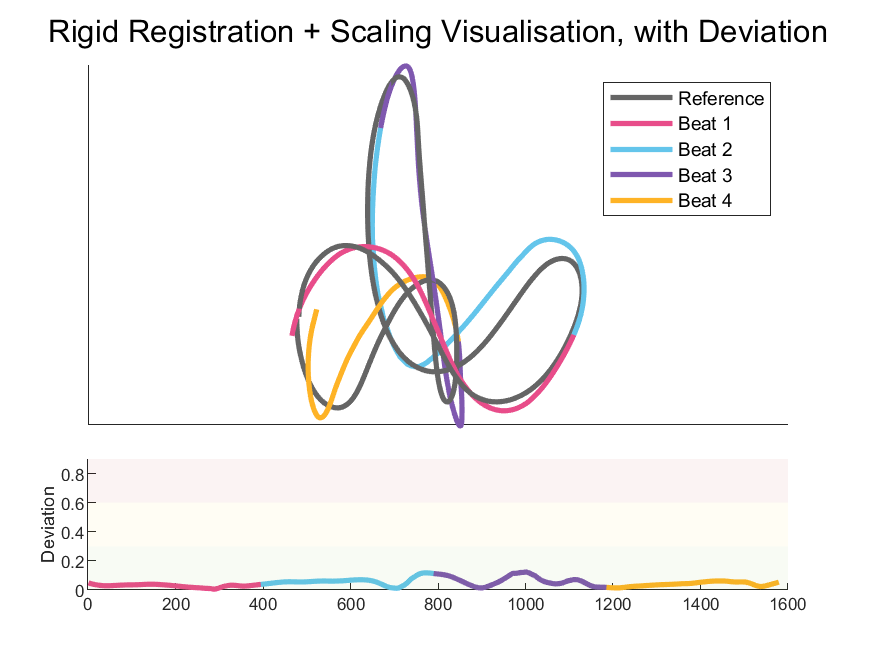 Rigid Registration + Scaling Visualisation, with Deviation
Reference
Beat 1
Beat 2
Beat 3
Beat 4
Deviation
0.8
0.6
0.4
0.2
0
0 200 400 600 800 1000 1200 1400 1600